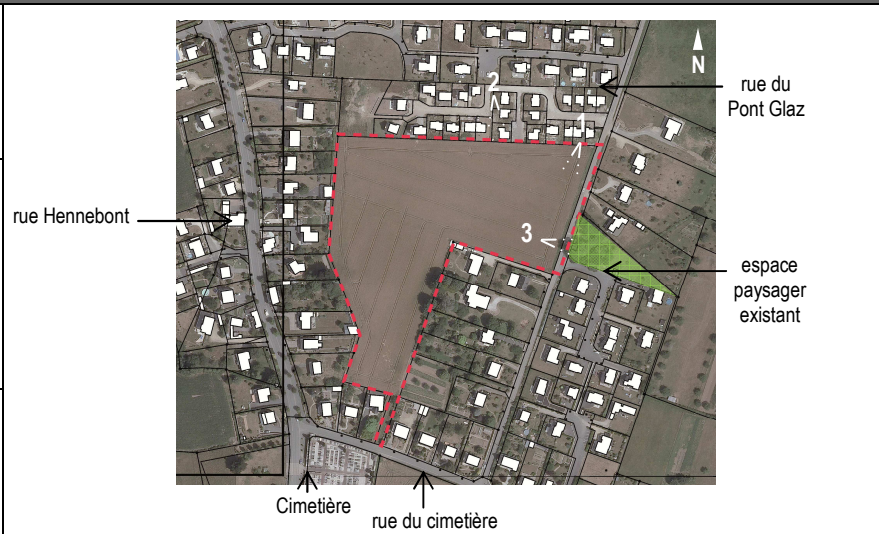 N
rue du
Pont Glaz
2
1
rue Hennebont
3
espace
paysager
existant
Cimetière
rue du cimetière